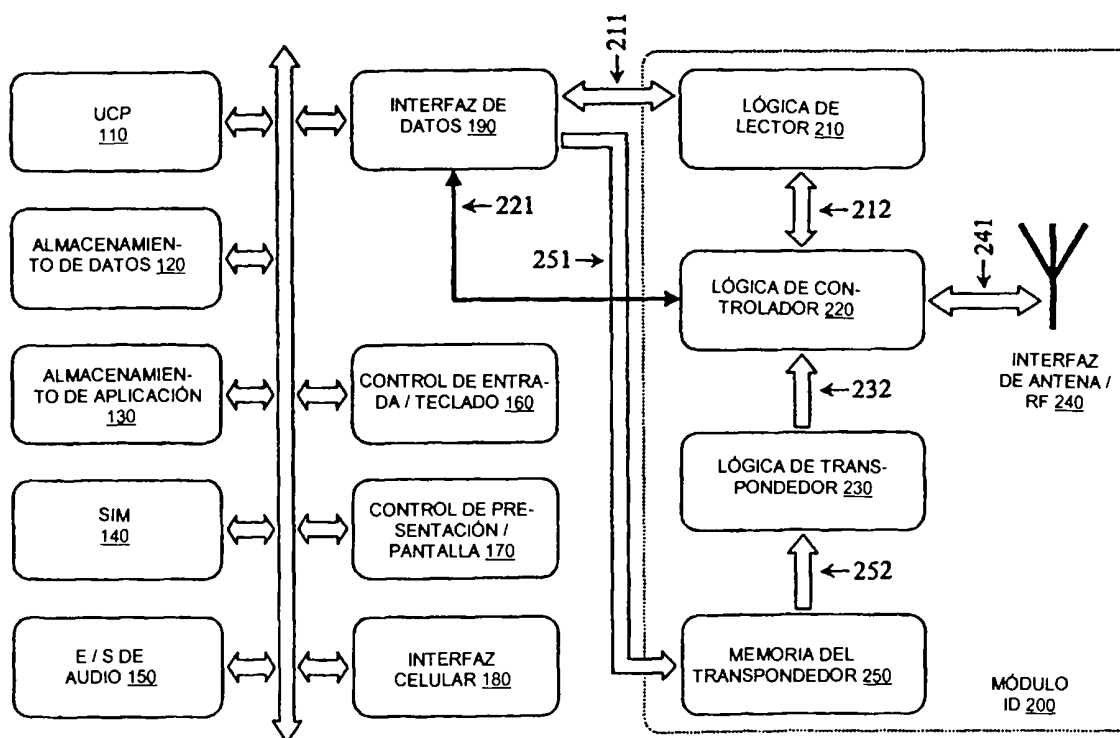 UCP
110
ALMACENAMIEN-
TO DE DATOS 120
ALMACENAMIEN-
TO DE APLICACIÓN
130
SIM
140
E / S DE
AUDIO 150
INTERFAZ DE
DATOS 190
CONTROL DE ENTRA-
DA / TECLADO 160
CONTROL DE PRE-
SENTACIÓN /
PANTALLA 170
INTERFAZ
CELULAR 180
211
221
251
LÓGICA DE
LECTOR 210
212
LÓGICA DE CON-
TROLADOR 220
241
232
LÓGICA DE TRANS-
PONDEDOR 230
252
MEMORIA DEL
TRANSPONDEDOR 250
INTERFAZ
DE ANTENA /
RF 240
MÓDULO
ID 200